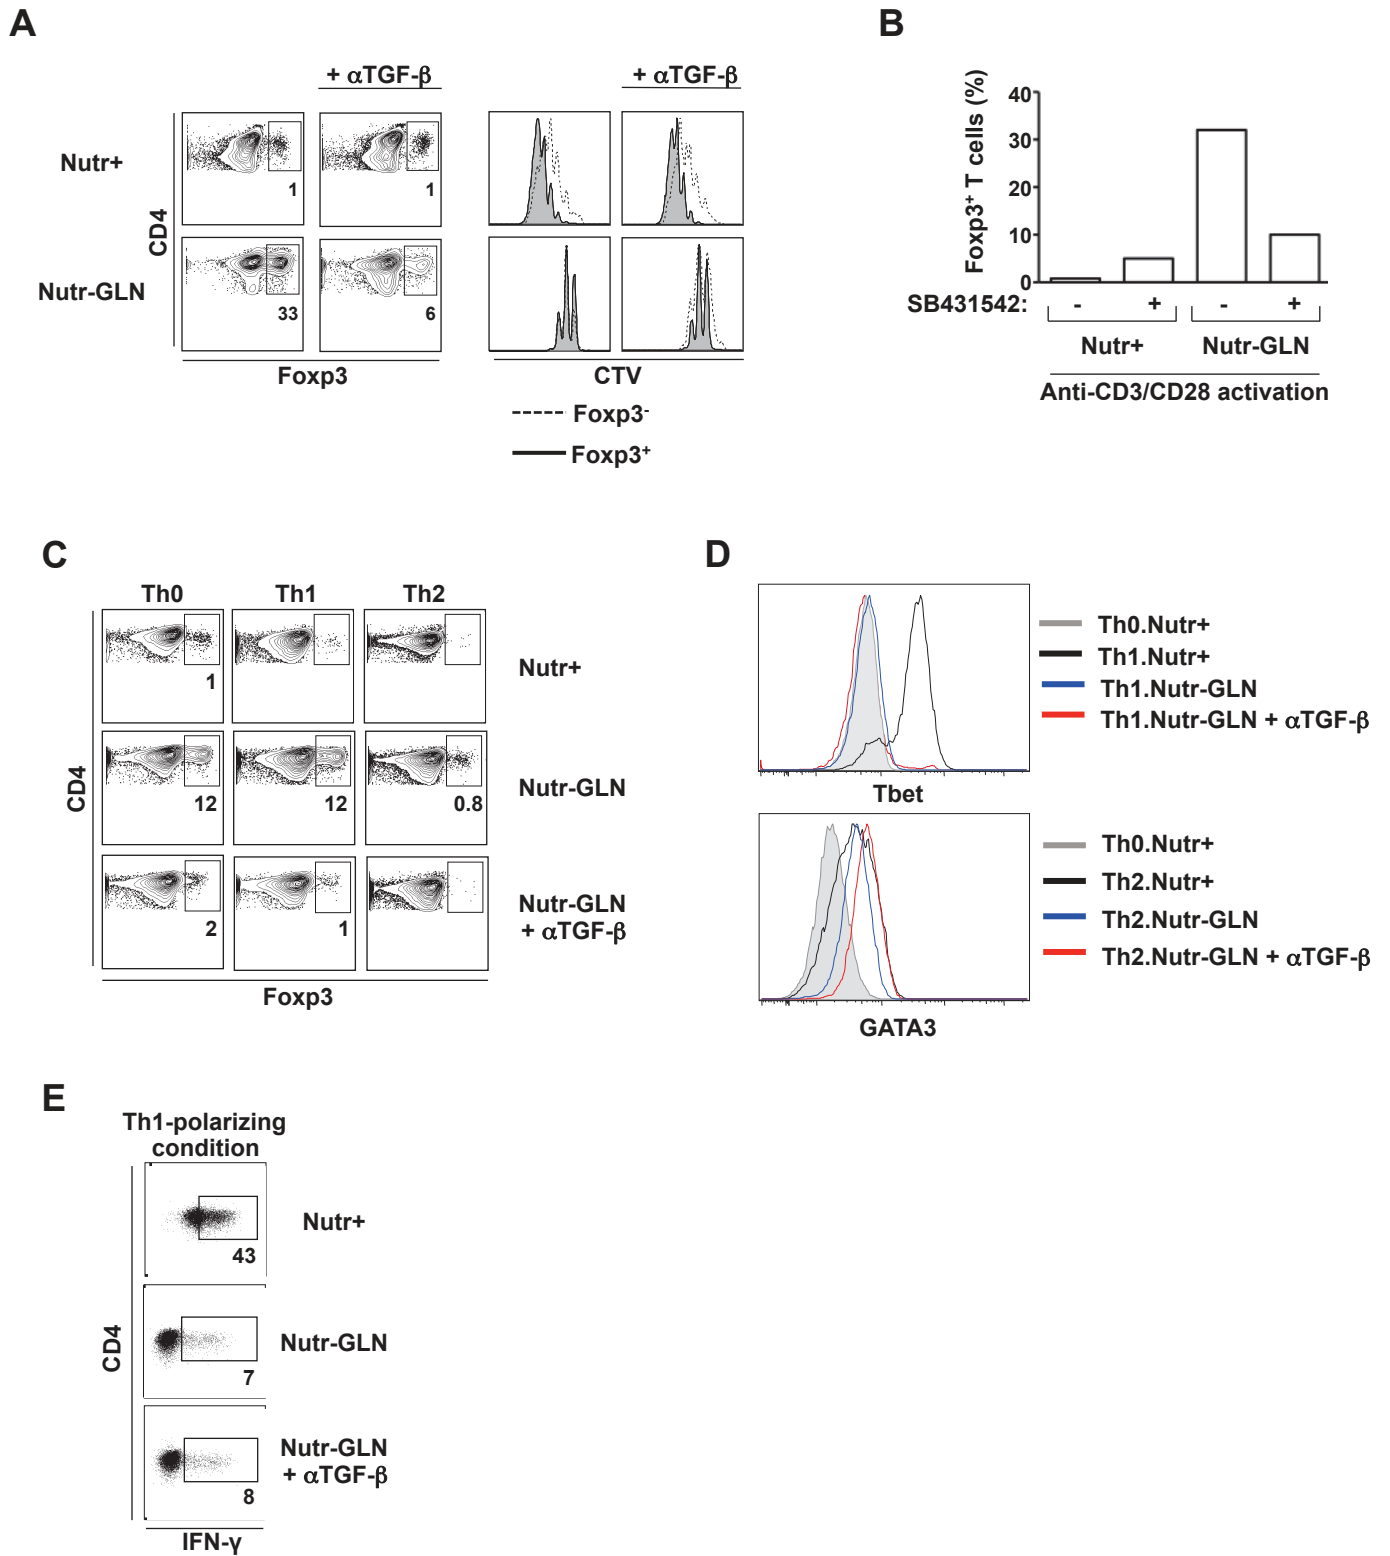 A
B
+ αTGF-β
+ αTGF-β
Nutr+
1
1
Nutr-GLN
33
6
CD4
Foxp3
CTV
Foxp3-
Foxp3+
Foxp3+ T cells (%)
40
30
20
10
0
SB431542:
-
+
-
+
Nutr+
Nutr-GLN
Anti-CD3/CD28 activation
C
D
Th0
Th1
Th2
1
Nutr+
12
12
0.8
Nutr-GLN
2
1
Nutr-GLN
+ αTGF-β
CD4
Foxp3
Th0.Nutr+
Th1.Nutr+
Th1.Nutr-GLN
Th1.Nutr-GLN + αTGF-β
Tbet
Th0.Nutr+
Th2.Nutr+
Th2.Nutr-GLN
Th2.Nutr-GLN + αTGF-β
GATA3
E
Th1-polarizing
condition
43
Nutr+
7
Nutr-GLN
8
Nutr-GLN
+ αTGF-β
CD4
IFN-γ